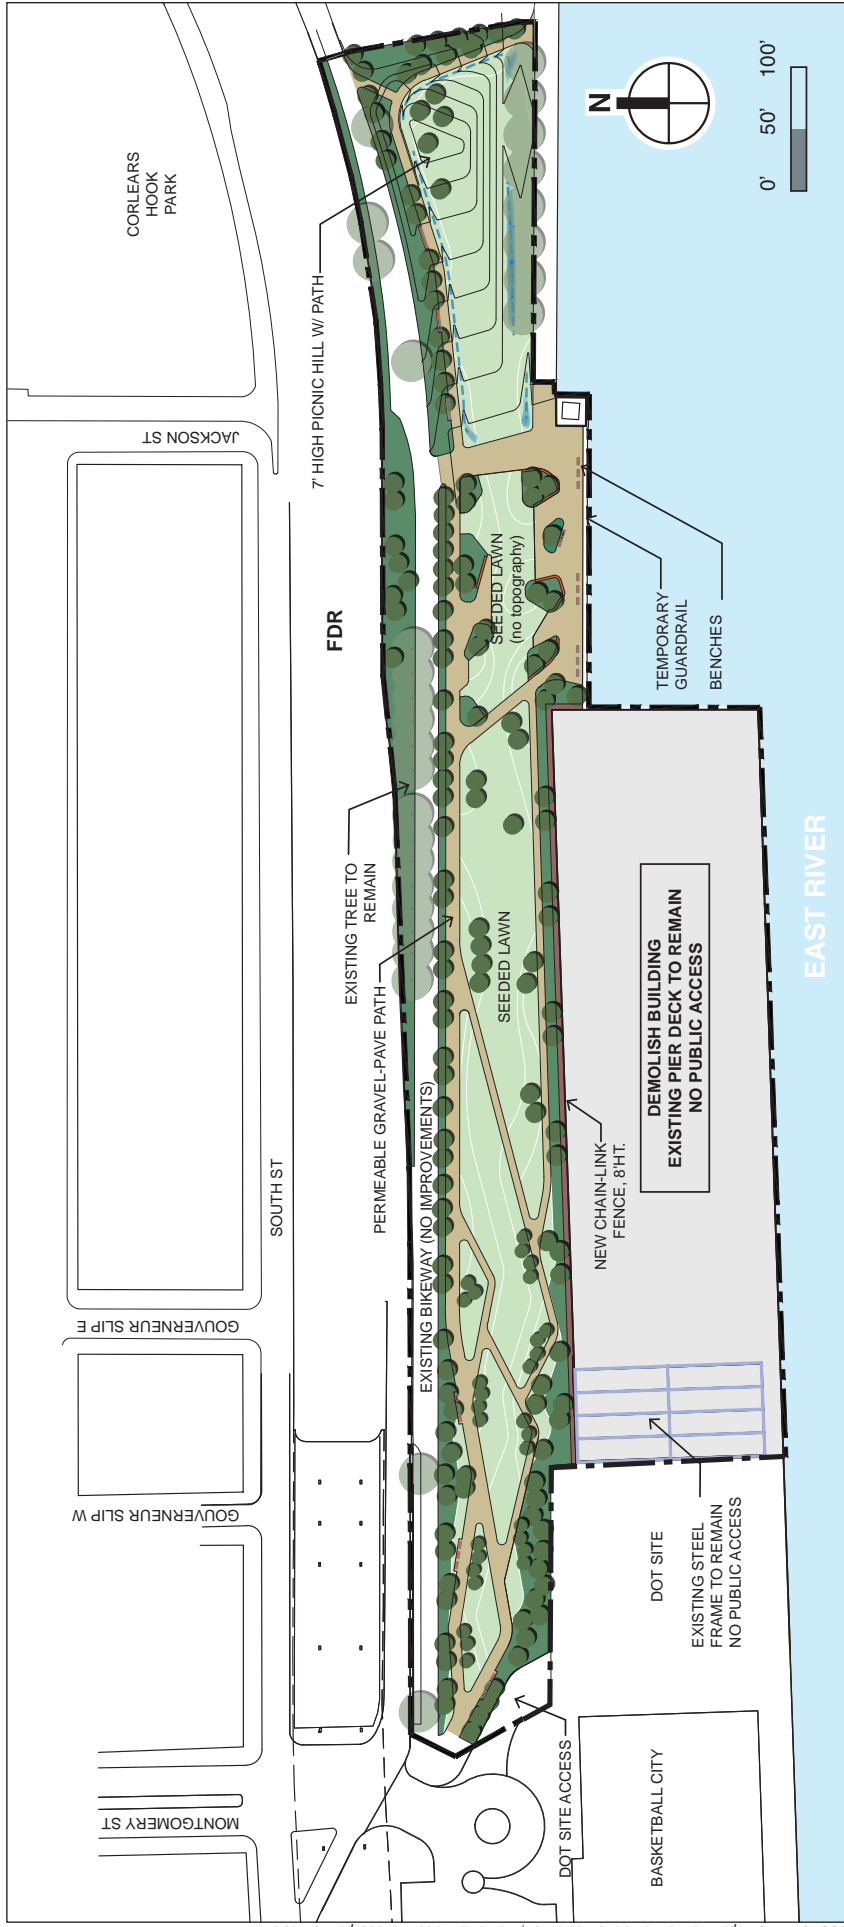 CORLEARS
HOOK
PARK
JACKSON ST
7' HIGH PICNIC HILL W/ PATH
N
0' 50' 100'
FDR
SEEDED LAWN
(no topography)
TEMPORARY
GUARDRAIL
BENCHES
EXISTING TREE TO
REMAIN
PERMEABLE GRAVEL-PAVE PATH
SEEDED LAWN
EXISTING BIKEWAY (NO IMPROVEMENTS)
SOUTH ST
GOUVERNEUR SLIP E
GOUVERNEUR SLIP W
MONTGOMERY ST
NEW CHAIN-LINK
FENCE, 8'HT.
DEMOLISH BUILDING
EXISTING PIER DECK TO REMAIN
NO PUBLIC ACCESS
EAST RIVER
DOT SITE
EXISTING STEEL
FRAME TO REMAIN
NO PUBLIC ACCESS
DOT SITE ACCESS
BASKETBALL CITY